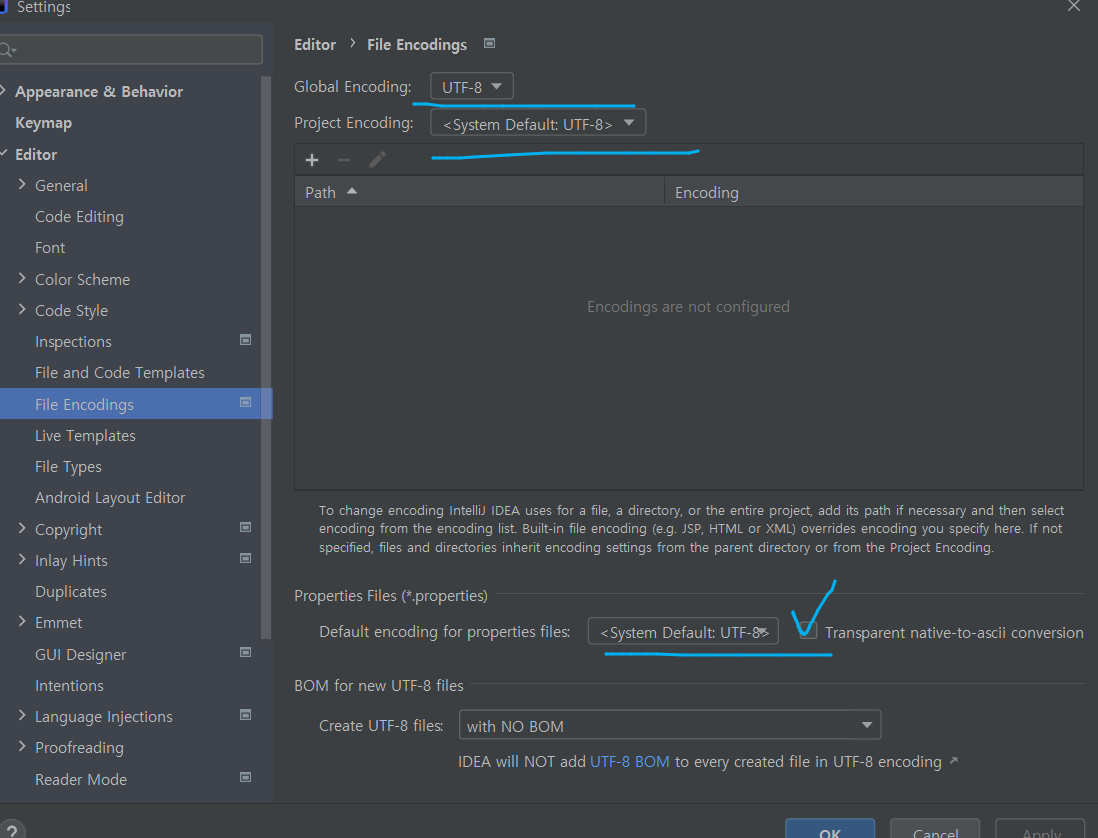 Settings
Appearance & Behavior
Keymap
Editor
General
Code Editing
Font
Color Scheme
Code Style
Inspections
File and Code Templates
File Encodings
Live Templates
File Types
Android Layout Editor
Copyright
Inlay Hints
Duplicates
Emmet
GUI Designer
Intentions
Language Injections
Proofreading
Reader Mode
?
Editor › File Encodings
Global Encoding: UTF-8
Project Encoding: <System Default: UTF-8>
Path Encoding
Encodings are not configured
To change encoding IntelliJ IDEA uses for a file, a directory, or the entire project, add its path if necessary and then select
encoding from the encoding list. Built-in file encoding (e.g. JSP, HTML or XML) overrides encoding you specify here. If not
specified, files and directories inherit encoding settings from the parent directory or from the Project Encoding.
Properties Files (*.properties)
Default encoding for properties files: <System Default: UTF-8> Transparent native-to-ascii conversion
BOM for new UTF-8 files
Create UTF-8 files: with NO BOM
IDEA will NOT add UTF-8 BOM to every created file in UTF-8 encoding ↗
OK Cancel Apply